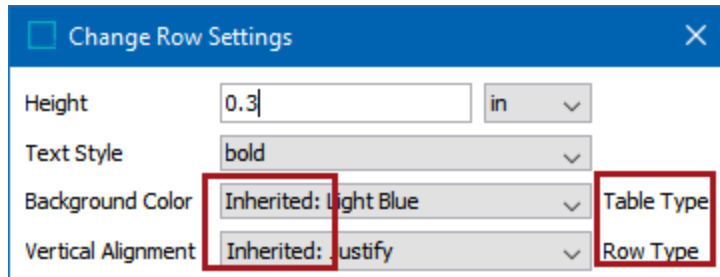 Change Row Settings
Height 0.3 in
Text Style bold
Background Color Inherited: Light Blue Table Type
Vertical Alignment Inherited: Justify Row Type